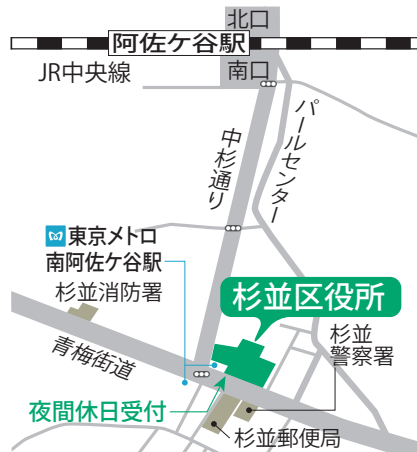 北口
阿佐ケ谷駅
JR中央線
南口
中杉通り
パールセンター
東京メトロ
南阿佐ケ谷駅
杉並消防署
杉並区役所
青梅街道
杉並
警察署
夜間休日受付
杉並郵便局